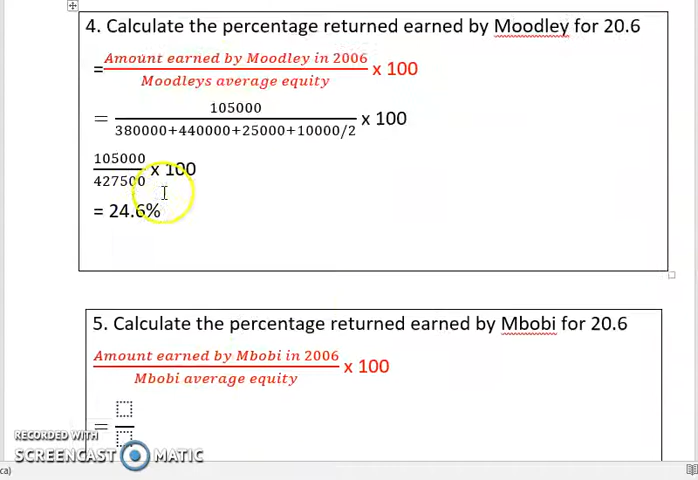 4. Calculate the percentage returned earned by Moodley for 20.6
= Amount earned by Moodley in 2006 / Moodleys average equity x 100
= 105000 / 380000+440000+25000+10000/2 x 100
105000 / 427500 x 100
= 24.6%
5. Calculate the percentage returned earned by Mbobi for 20.6
Amount earned by Mbobi in 2006 / Mbobi average equity x 100
=
RECORDED WITH
SCREENCAST MATIC
ca)